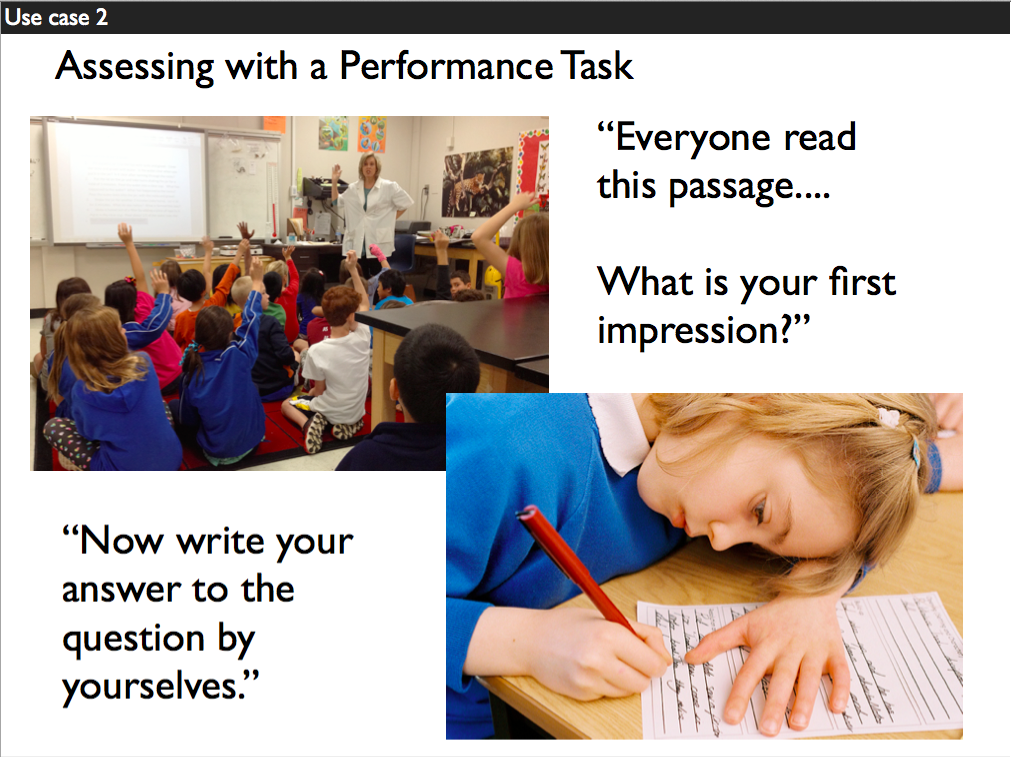 Use case 2
Assessing with a Performance Task
“Everyone read
this passage....
What is your first
impression?”
“Now write your
answer to the
question by
yourselves.”